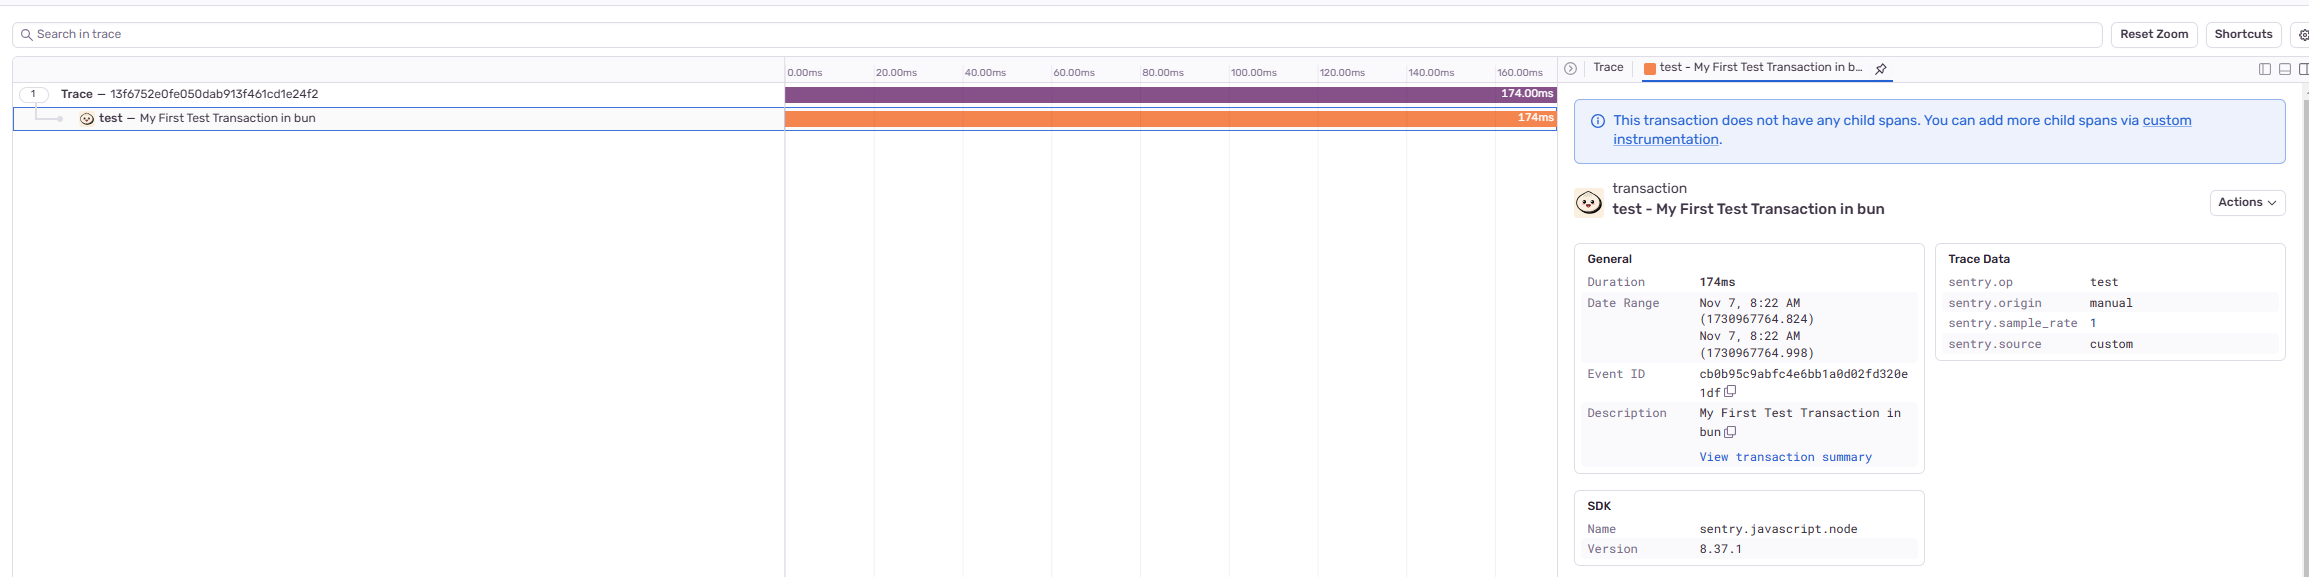 Search in trace
Reset Zoom
Shortcuts
0.00ms 20.00ms 40.00ms 60.00ms 80.00ms 100.00ms 120.00ms 140.00ms 160.00ms
Trace
test - My First Test Transaction in b...
1
Trace — 13f6752e0fe050dab913f461cd1e24f2
174.00ms
test — My First Test Transaction in bun
174ms
This transaction does not have any child spans. You can add more child spans via custom
instrumentation.
transaction
test - My First Test Transaction in bun
Actions
General
Duration 174ms
Date Range Nov 7, 8:22 AM
(1730967764.824)
Nov 7, 8:22 AM
(1730967764.998)
Event ID cb0b95c9abfc4e6bb1a0d02fd320e
1df
Description My First Test Transaction in
bun
View transaction summary
Trace Data
sentry.op test
sentry.origin manual
sentry.sample_rate 1
sentry.source custom
SDK
Name sentry.javascript.node
Version 8.37.1